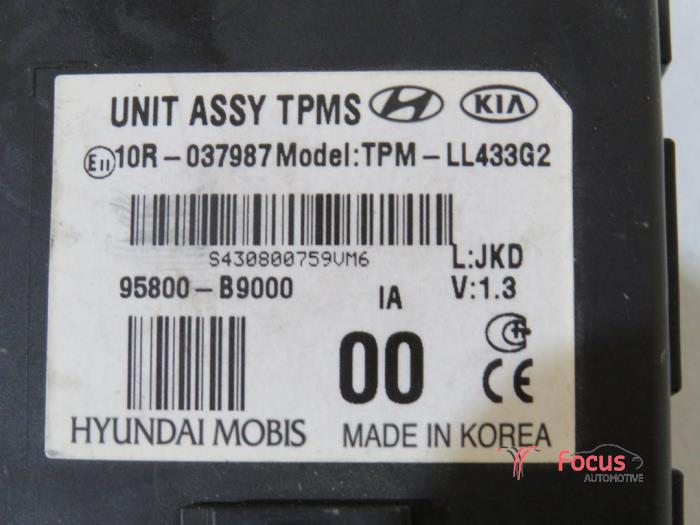 UNIT ASSY TPMS KIA
E11 10R-037987 Model:TPM-LL433G2
S430800759VM6
L:JKD
95800-B9000
IA
V:1.3
00
CE
HYUNDAI MOBIS
MADE IN KOREA
Focus
AUTOMOTIVE